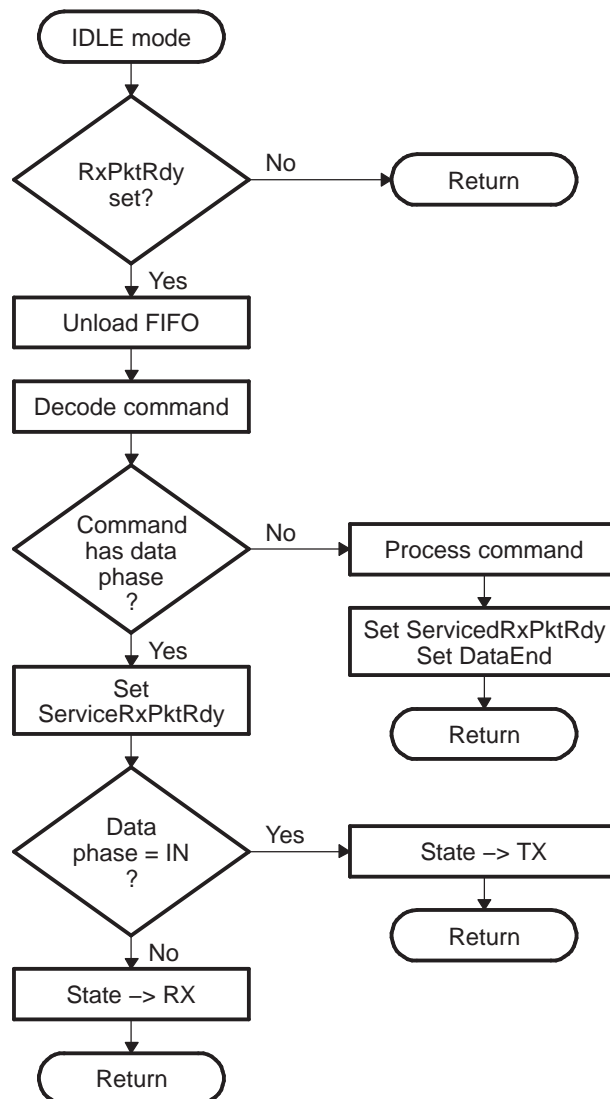 IDLE mode
RxPktRdy
set?
No
Return
Yes
Unload FIFO
Decode command
Command
has data
phase
?
No
Process command
Set ServicedRxPktRdy
Set DataEnd
Return
Yes
Set
ServiceRxPktRdy
Data
phase = IN
?
Yes
State –> TX
Return
No
State –> RX
Return